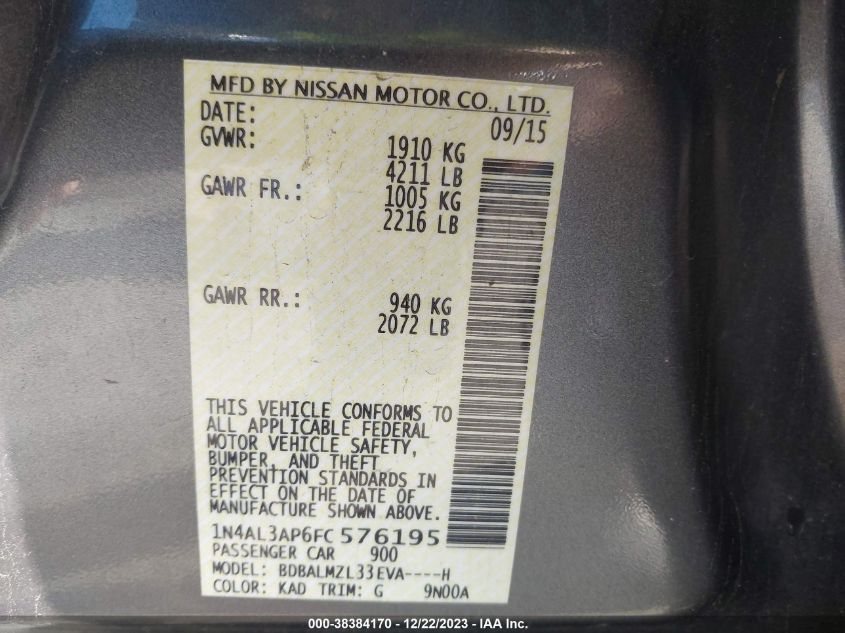 MFD BY NISSAN MOTOR CO., LTD.
DATE: 09/15
GVWR: 1910 KG
4211 LB
GAWR FR.: 1005 KG
2216 LB
GAWR RR.: 940 KG
2072 LB
THIS VEHICLE CONFORMS TO
ALL APPLICABLE FEDERAL
MOTOR VEHICLE SAFETY,
BUMPER, AND THEFT
PREVENTION STANDARDS IN
EFFECT ON THE DATE OF
MANUFACTURE SHOWN ABOVE.
1N4AL3AP6FC576195
PASSENGER CAR 900
MODEL: BDBALMZL33EVA----H
COLOR: KAD TRIM: G 9N00A
000-38384170 - 12/22/2023 - IAA Inc.